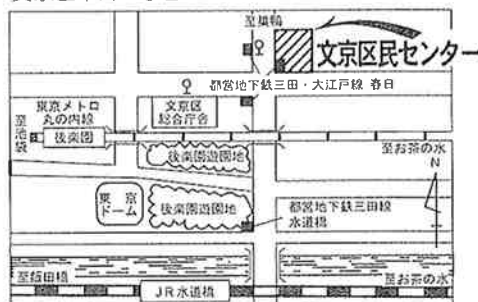 至巣鴨
文京区民センター
都営地下鉄三田・大江戸線 春日
東京メトロ
丸の内線
文京区
総合庁舎
至池袋
後楽園
後楽園遊園地
至お茶の水
N
東京
ドーム
後楽園遊園地
都営地下鉄三田線
水道橋
至飯田橋
至お茶の水
JR水道橋